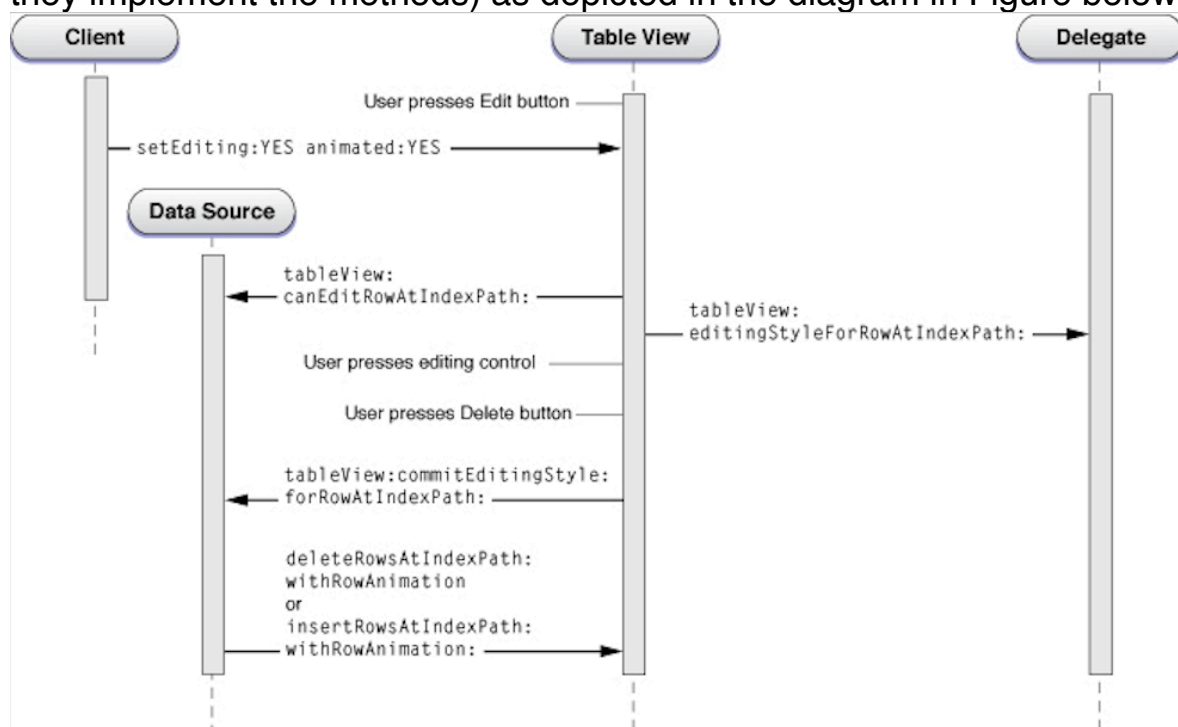 they implement the methods) as depicted in the diagram in Figure below
Client
Table View
Delegate
User presses Edit button
setEditing:YES animated:YES
Data Source
tableView:
canEditRowAtIndexPath:
tableView:
editingStyleForRowAtIndexPath:
User presses editing control
User presses Delete button
tableView:commitEditingStyle:
forRowAtIndexPath:
deleteRowsAtIndexPath:
withRowAnimation
or
insertRowsAtIndexPath:
withRowAnimation: